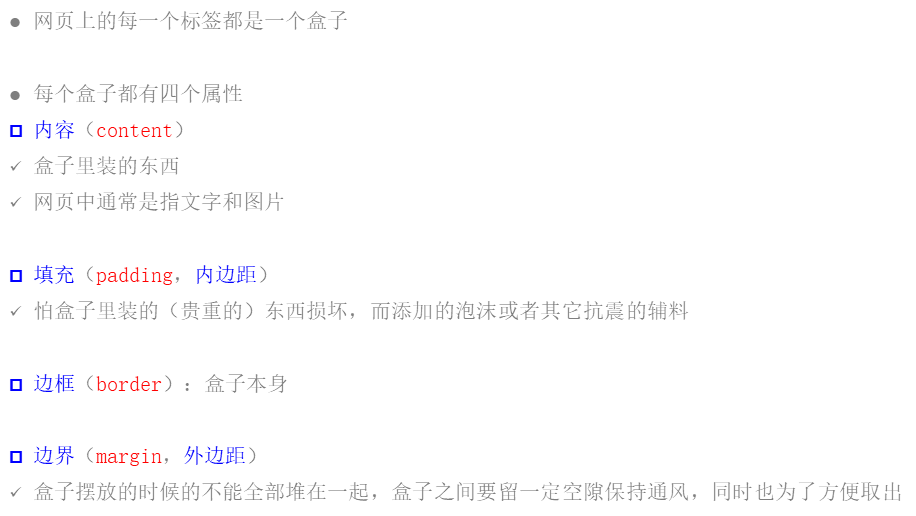 ● 网页上的每一个标签都是一个盒子
● 每个盒子都有四个属性
内容（content）
✓ 盒子里装的东西
✓ 网页中通常是指文字和图片
填充（padding，内边距）
✓ 怕盒子里装的（贵重的）东西损坏，而添加的泡沫或者其它抗震的辅料
边框（border）：盒子本身
边界（margin，外边距）
✓ 盒子摆放的时候的不能全部堆在一起，盒子之间要留一定空隙保持通风，同时也为了方便取出